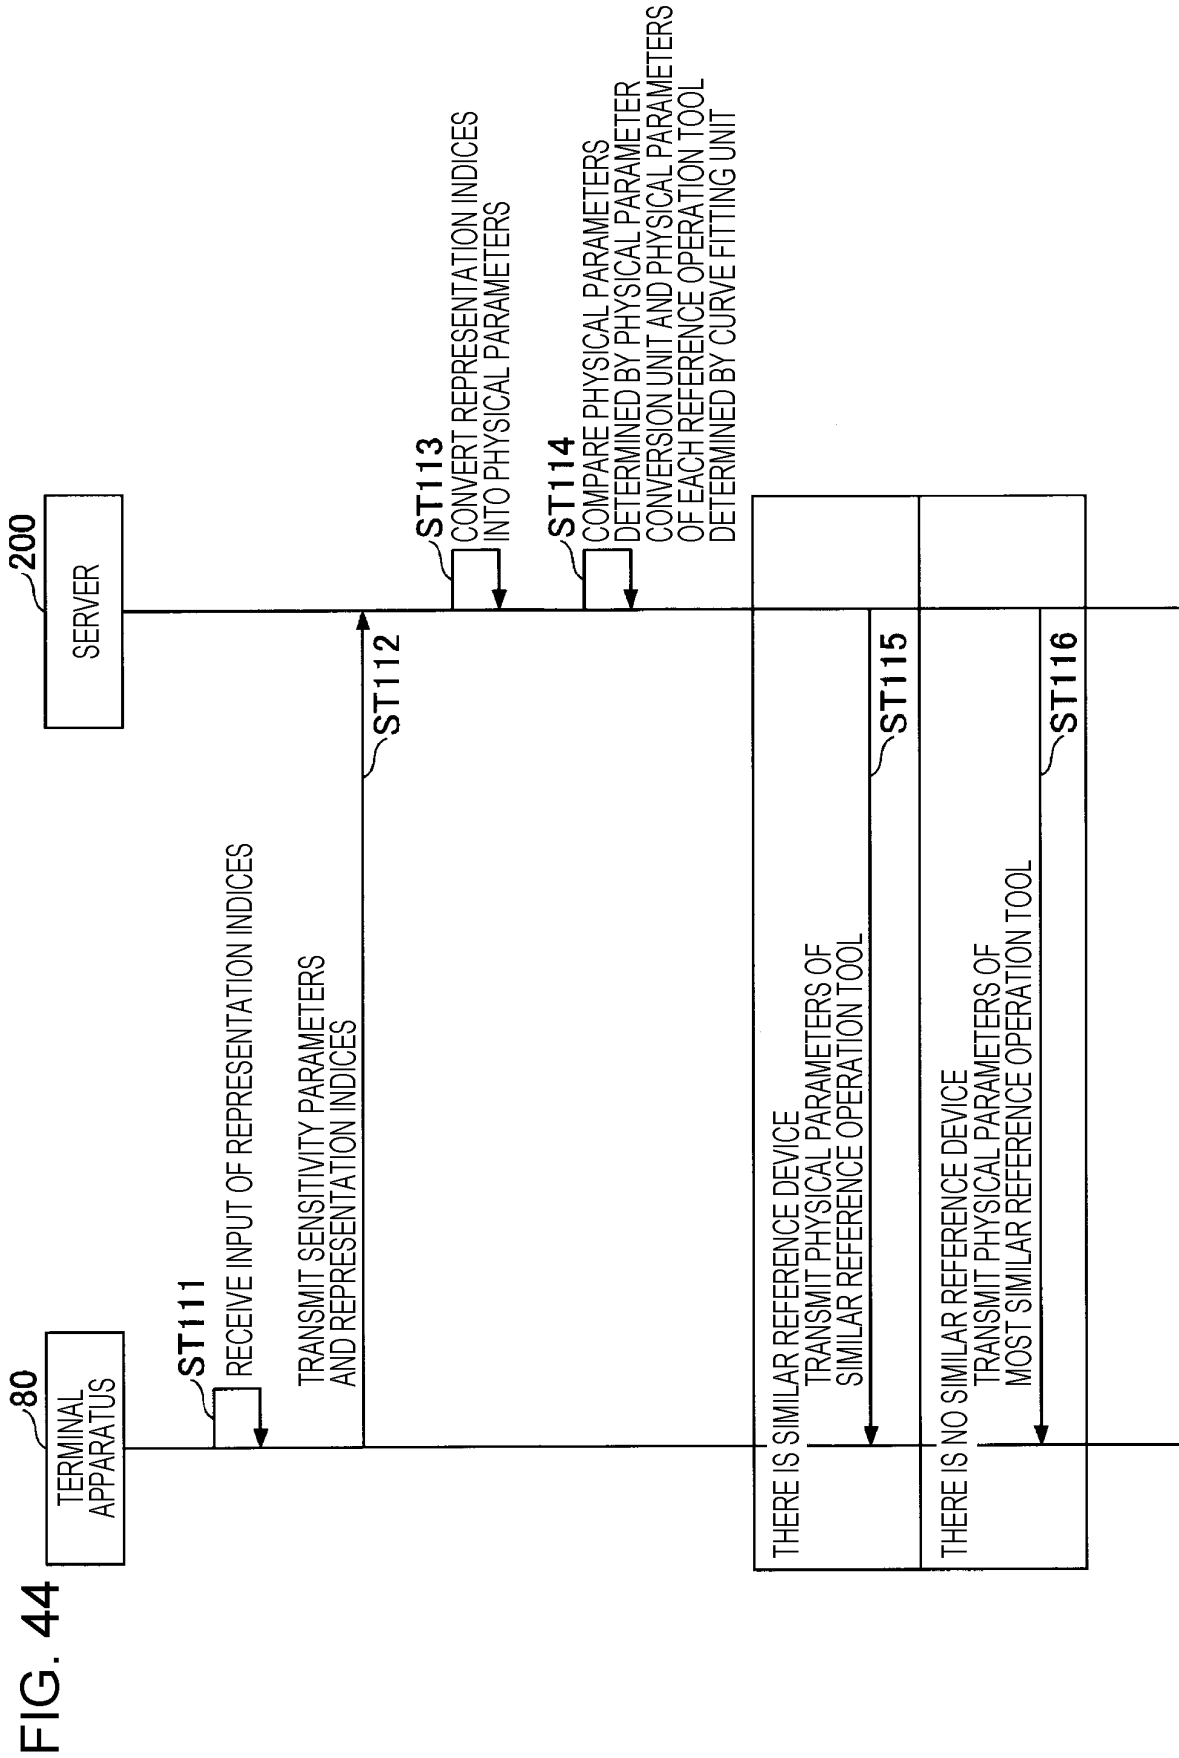 FIG. 44
80
TERMINAL
APPARATUS
200
SERVER
ST111
RECEIVE INPUT OF REPRESENTATION INDICES
TRANSMIT SENSITIVITY PARAMETERS
AND REPRESENTATION INDICES
ST112
ST113
CONVERT REPRESENTATION INDICES
INTO PHYSICAL PARAMETERS
ST114
COMPARE PHYSICAL PARAMETERS
DETERMINED BY PHYSICAL PARAMETER
CONVERSION UNIT AND PHYSICAL PARAMETERS
OF EACH REFERENCE OPERATION TOOL
DETERMINED BY CURVE FITTING UNIT
THERE IS SIMILAR REFERENCE DEVICE
TRANSMIT PHYSICAL PARAMETERS OF
SIMILAR REFERENCE OPERATION TOOL
ST115
THERE IS NO SIMILAR REFERENCE DEVICE
TRANSMIT PHYSICAL PARAMETERS OF
MOST SIMILAR REFERENCE OPERATION TOOL
ST116